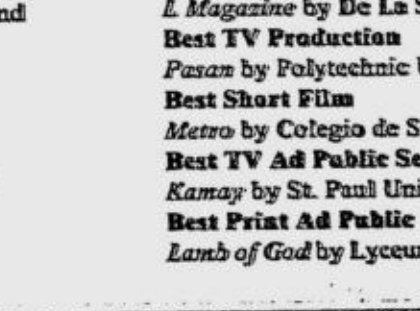 nd
L Magazine by De La S
Best TV Production
Pasan by Polytechnic
Best Short Film
Metro by Colegio de S
Best TV Ad Public Se
Kamay by St. Paul Uni
Best Print Ad Public
Lamb of God by Lyceu